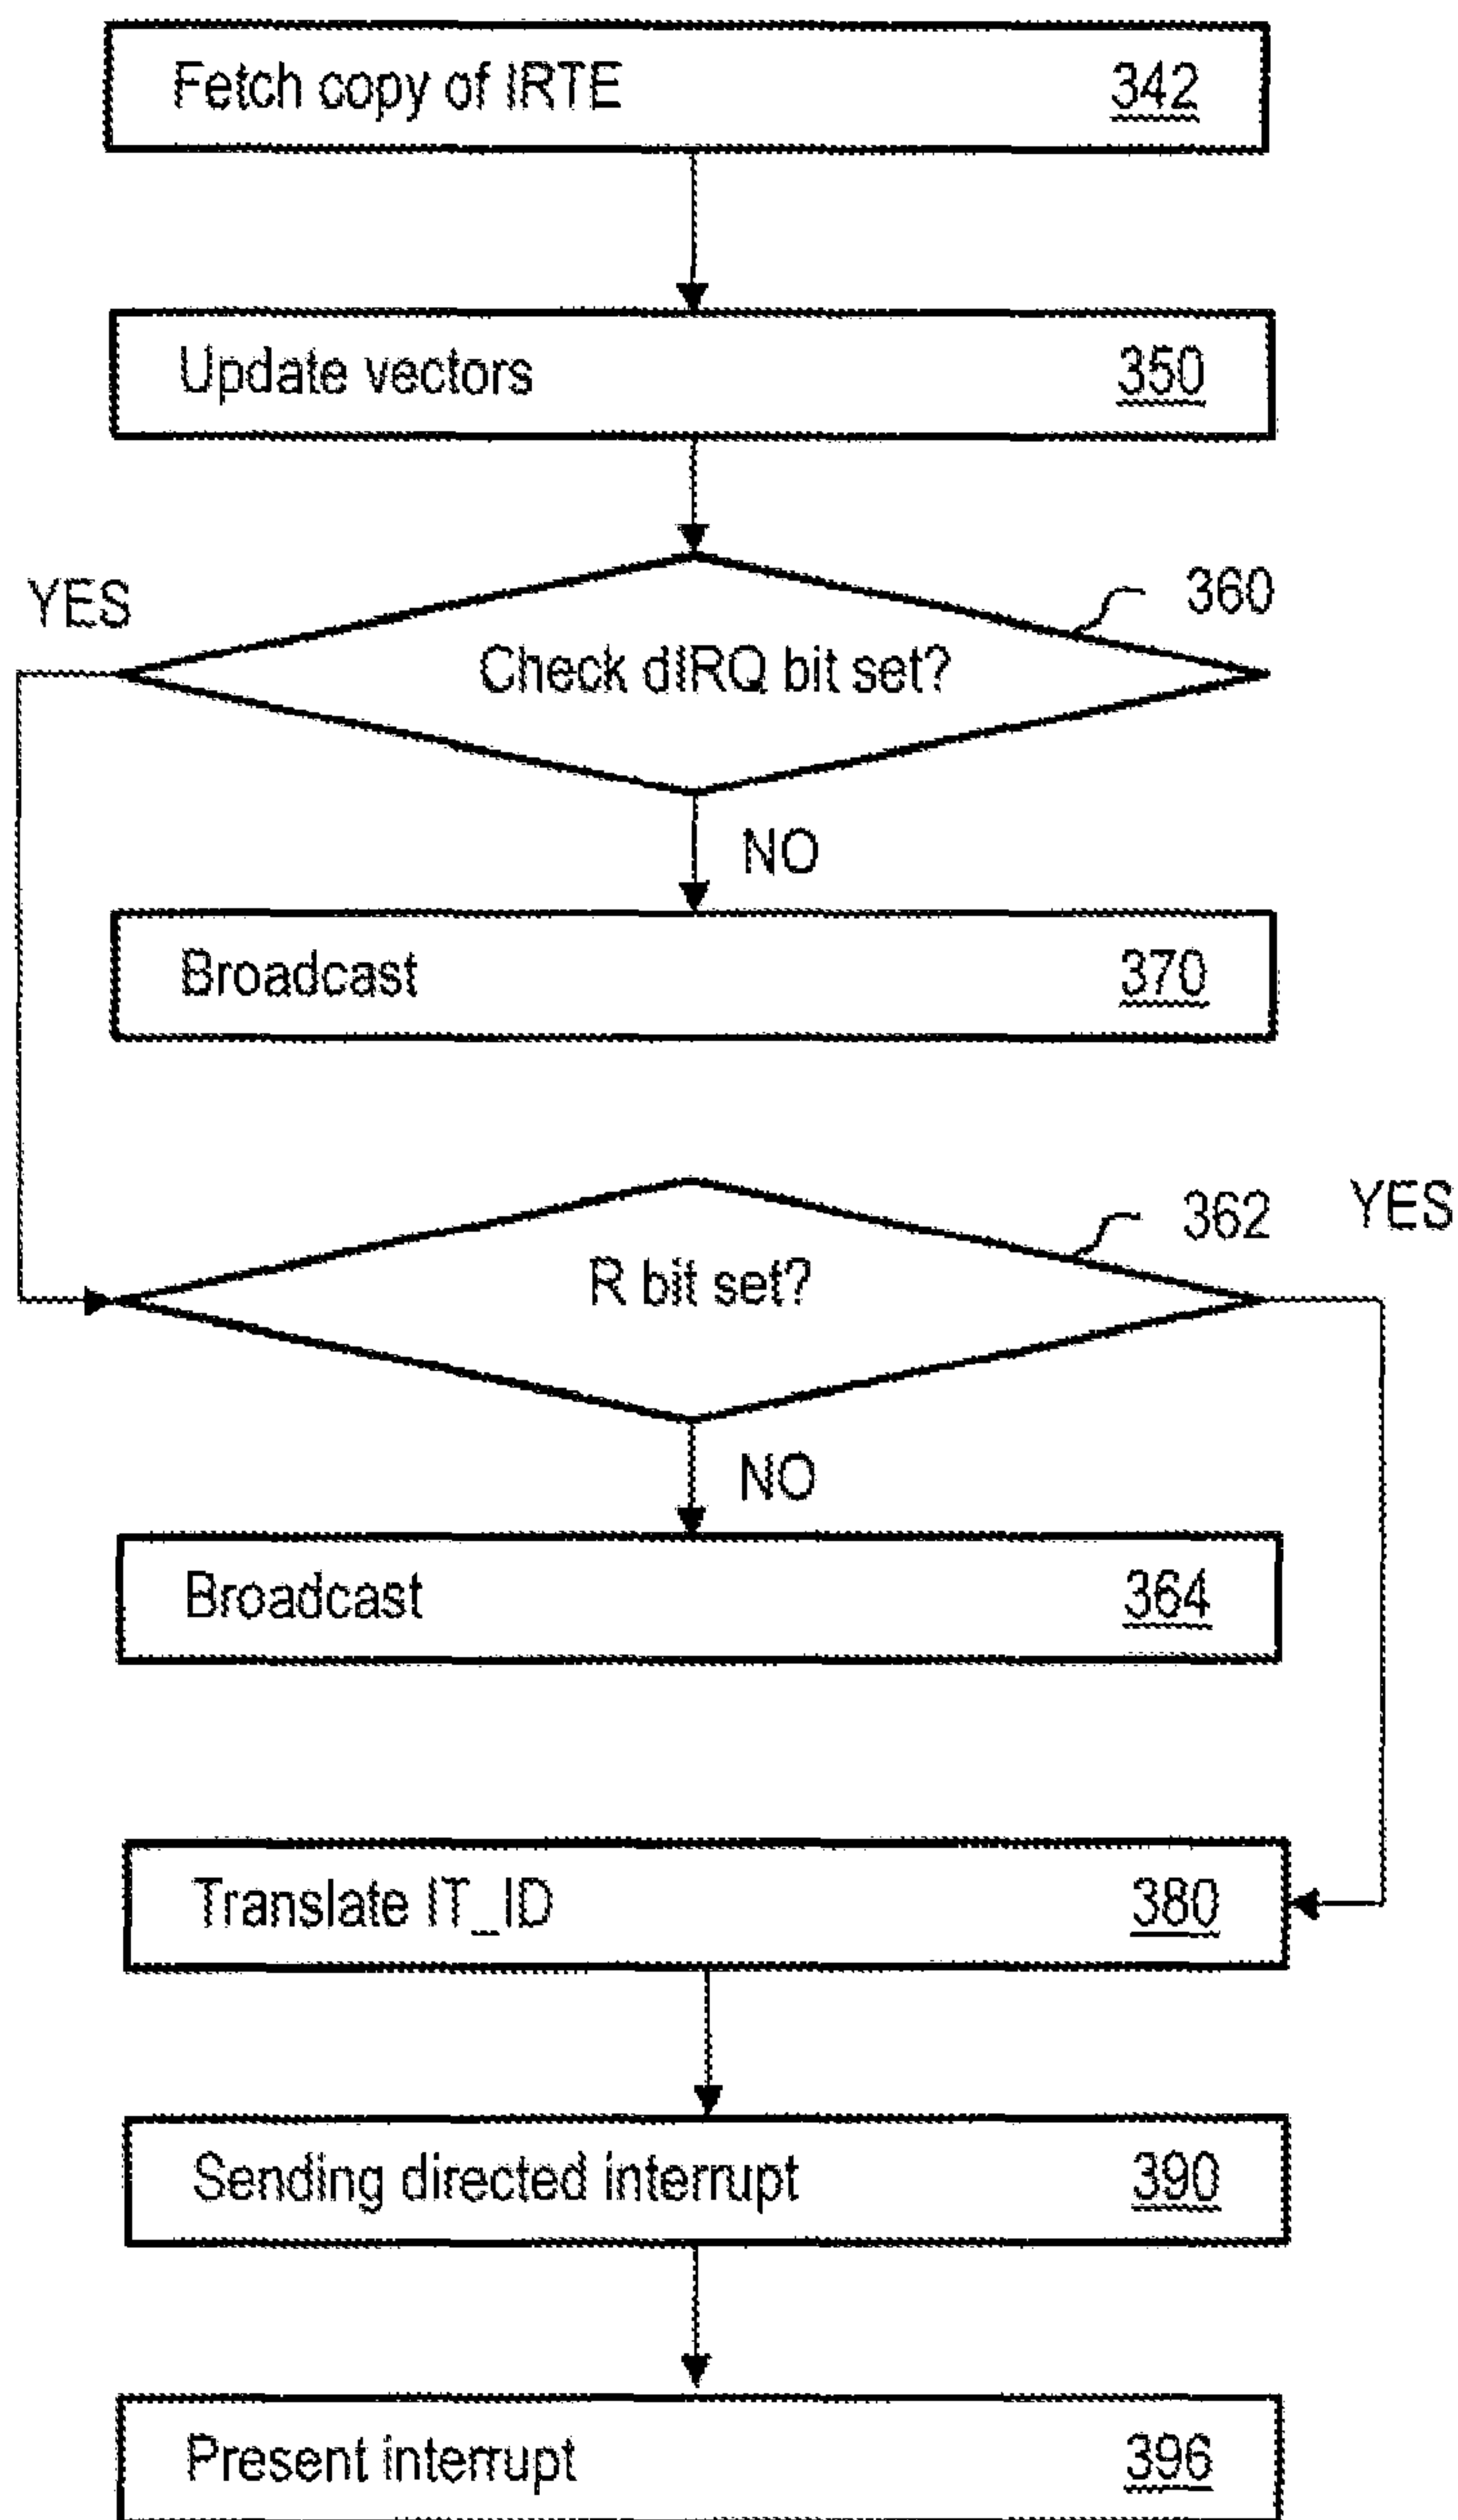 Fetch copy of IRTE 342
Update vectors 350
YES
360
Check dIRQ bit set?
NO
Broadcast 370
362
YES
R bit set?
NO
Broadcast 364
Translate IT_ID 380
Sending directed interrupt 390
Present interrupt 396